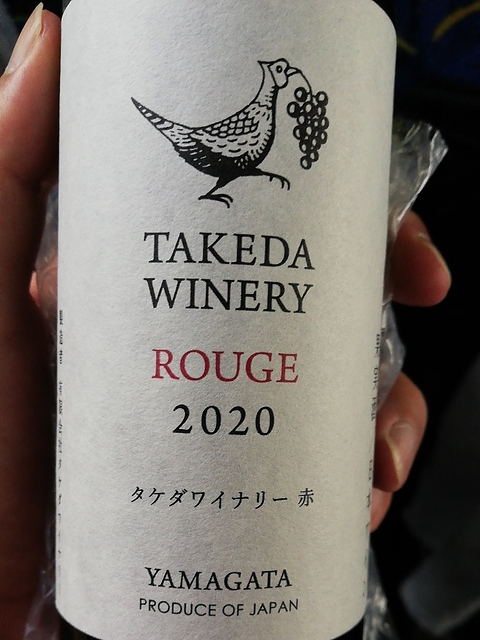 TAKEDA
WINERY
ROUGE
2020
タケダワイナリー 赤
YAMAGATA
PRODUCE OF JAPAN